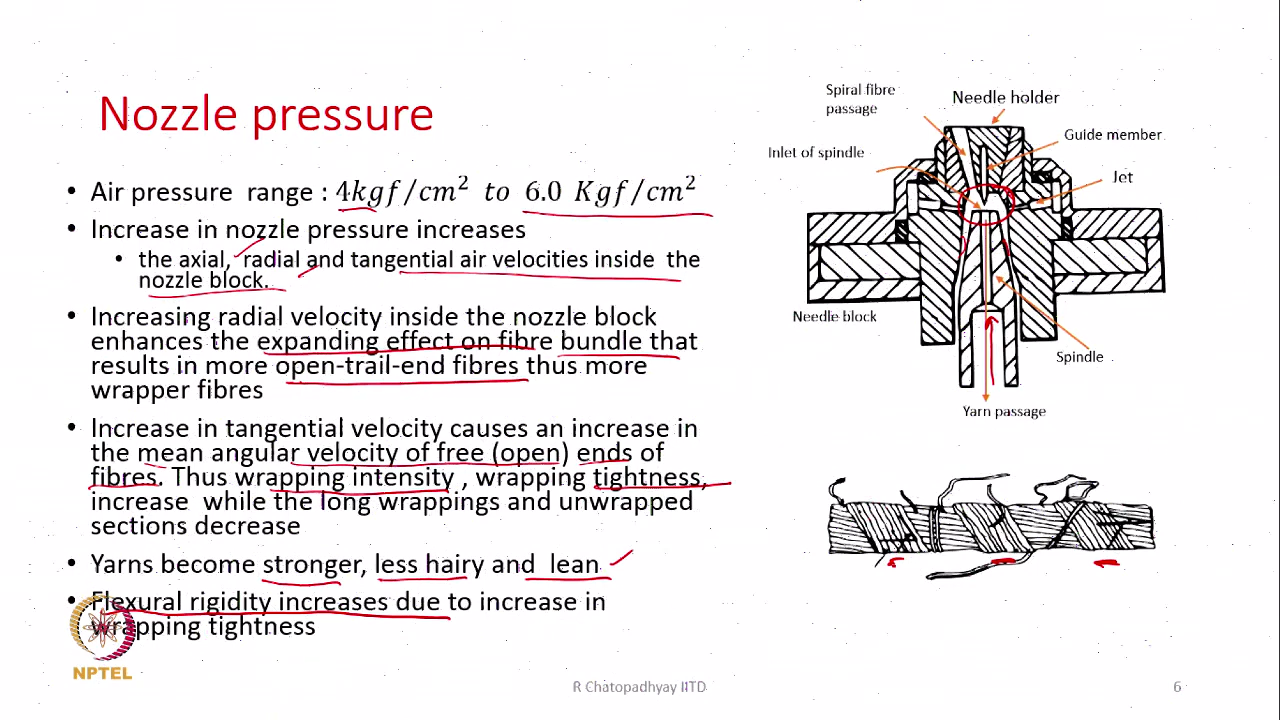 Nozzle pressure
• Air pressure range : 4kgf/cm² to 6.0 Kgf/cm²
• Increase in nozzle pressure increases
• the axial, radial and tangential air velocities inside the
nozzle block.
• Increasing radial velocity inside the nozzle block
enhances the expanding effect on fibre bundle that
results in more open-trail-end fibres thus more
wrapper fibres
• Increase in tangential velocity causes an increase in
the mean angular velocity of free (open) ends of
fibres. Thus wrapping intensity , wrapping tightness,
increase while the long wrappings and unwrapped
sections decrease
• Yarns become stronger, less hairy and lean
• Flexural rigidity increases due to increase in
wrapping tightness
Spiral fibre
passage
Needle holder
Guide member
Inlet of spindle
Jet
Needle block
Spindle
Yarn passage
NPTEL
R Chatopadhyay IITD
6